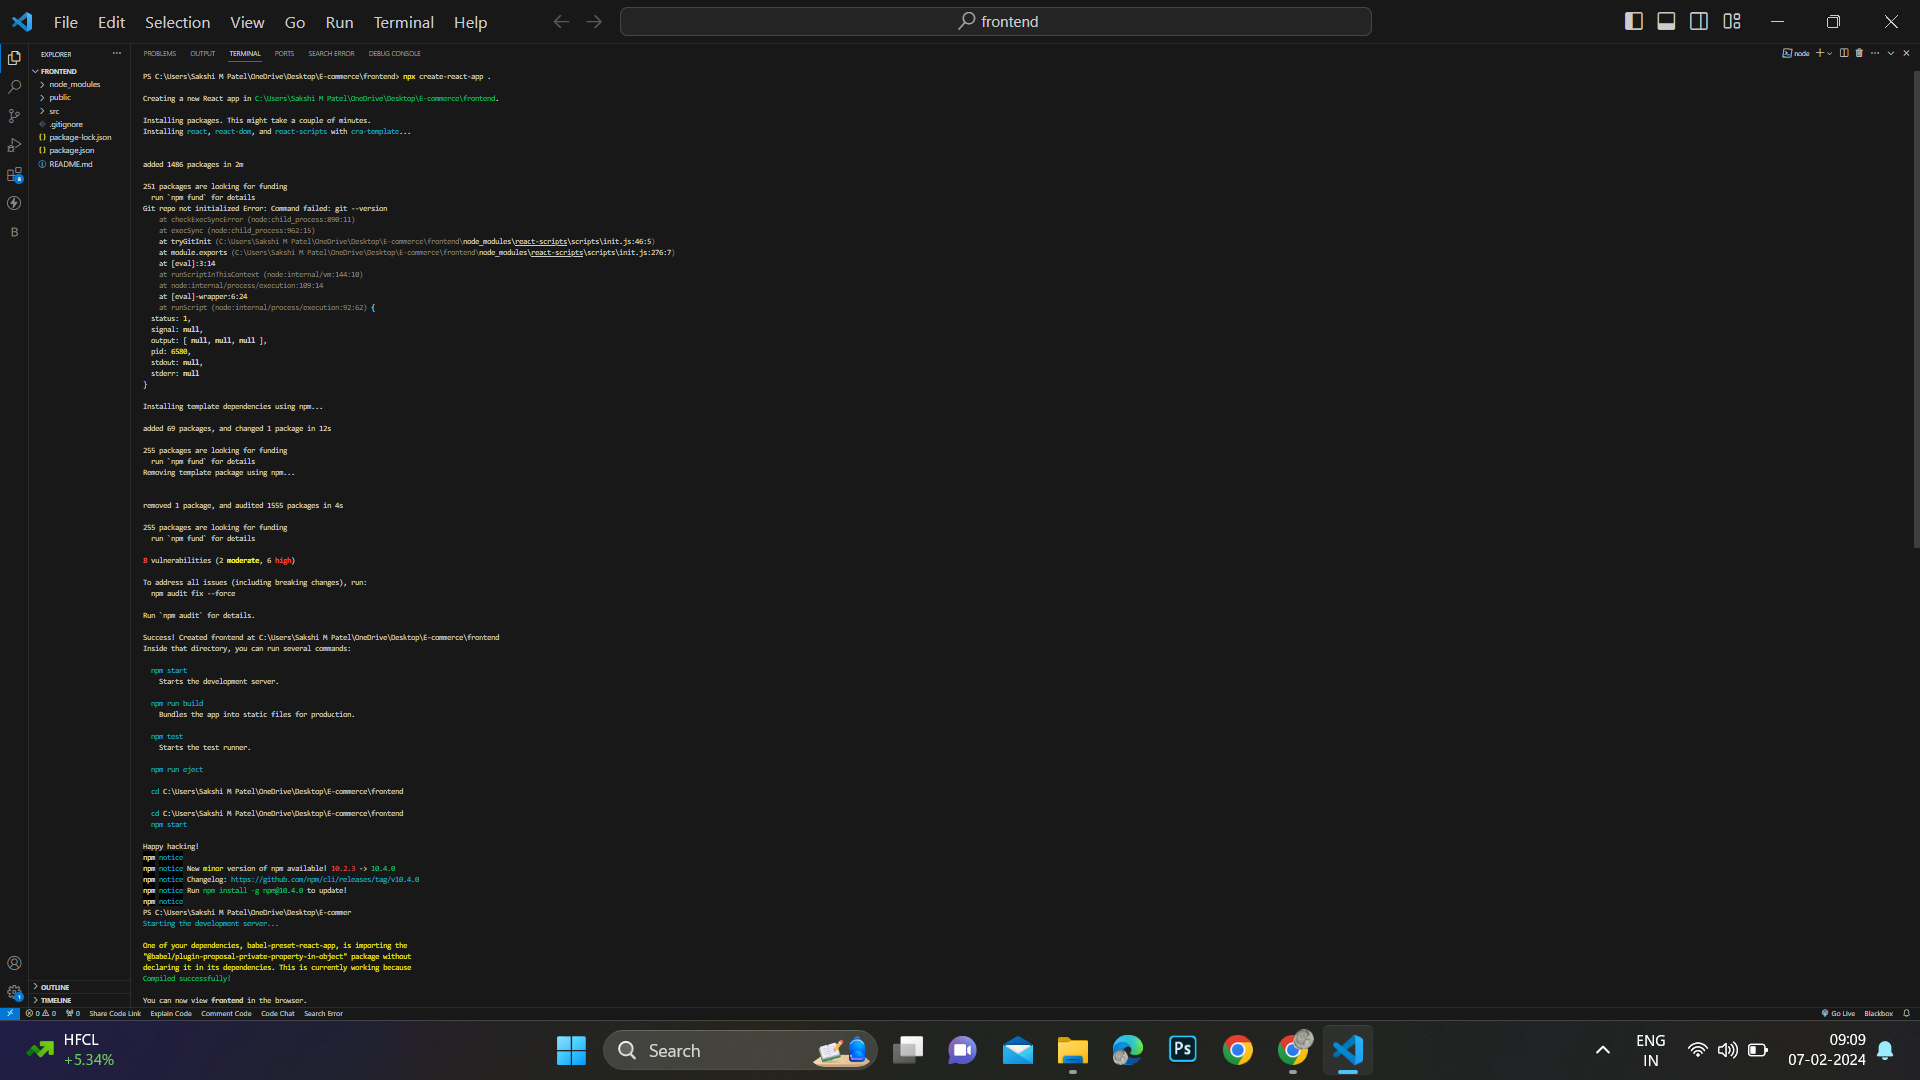 File Edit Selection View Go Run Terminal Help
frontend
EXPLORER
FRONTEND
node_modules
public
src
.gitignore
package-lock.json
package.json
README.md
OUTLINE
TIMELINE
PROBLEMS OUTPUT TERMINAL PORTS SEARCH ERROR DEBUG CONSOLE
node
PS C:\Users\Sakshi M Patel\OneDrive\Desktop\E-commerce\frontend> npx create-react-app .
Creating a new React app in C:\Users\Sakshi M Patel\OneDrive\Desktop\E-commerce\frontend.
Installing packages. This might take a couple of minutes.
Installing react, react-dom, and react-scripts with cra-template...
added 1486 packages in 2m
251 packages are looking for funding
run `npm fund` for details
Git repo not initialized Error: Command failed: git --version
at checkExecSyncError (node:child_process:890:11)
at execSync (node:child_process:962:15)
at tryGitInit (C:\Users\Sakshi M Patel\OneDrive\Desktop\E-commerce\frontend\node_modules\react-scripts\scripts\init.js:46:5)
at module.exports (C:\Users\Sakshi M Patel\OneDrive\Desktop\E-commerce\frontend\node_modules\react-scripts\scripts\init.js:276:7)
at [eval]:3:14
at runScriptInThisContext (node:internal/vm:144:10)
at node:internal/process/execution:109:14
at [eval]-wrapper:6:24
at runScript (node:internal/process/execution:92:62) {
status: 1,
signal: null,
output: [ null, null, null ],
pid: 6580,
stdout: null,
stderr: null
}
Installing template dependencies using npm...
added 69 packages, and changed 1 package in 12s
255 packages are looking for funding
run `npm fund` for details
Removing template package using npm...
removed 1 package, and audited 1555 packages in 4s
255 packages are looking for funding
run `npm fund` for details
8 vulnerabilities (2 moderate, 6 high)
To address all issues (including breaking changes), run:
npm audit fix --force
Run `npm audit` for details.
Success! Created frontend at C:\Users\Sakshi M Patel\OneDrive\Desktop\E-commerce\frontend
Inside that directory, you can run several commands:
npm start
Starts the development server.
npm run build
Bundles the app into static files for production.
npm test
Starts the test runner.
npm run eject
cd C:\Users\Sakshi M Patel\OneDrive\Desktop\E-commerce\frontend
cd C:\Users\Sakshi M Patel\OneDrive\Desktop\E-commerce\frontend
npm start
Happy hacking!
npm notice
npm notice New minor version of npm available! 10.2.3 -> 10.4.0
npm notice Changelog: https://github.com/npm/cli/releases/tag/v10.4.0
npm notice Run npm install -g npm@10.4.0 to update!
npm notice
PS C:\Users\Sakshi M Patel\OneDrive\Desktop\E-commer
Starting the development server...
One of your dependencies, babel-preset-react-app, is importing the
"@babel/plugin-proposal-private-property-in-object" package without
declaring it in its dependencies. This is currently working because
Compiled successfully!
You can now view frontend in the browser.
0 0 0 Share Code Link Explain Code Comment Code Code Chat Search Error
Go Live Blackbox
HFCL
+5.34%
Search
Ps
ENG
IN
09:09
07-02-2024